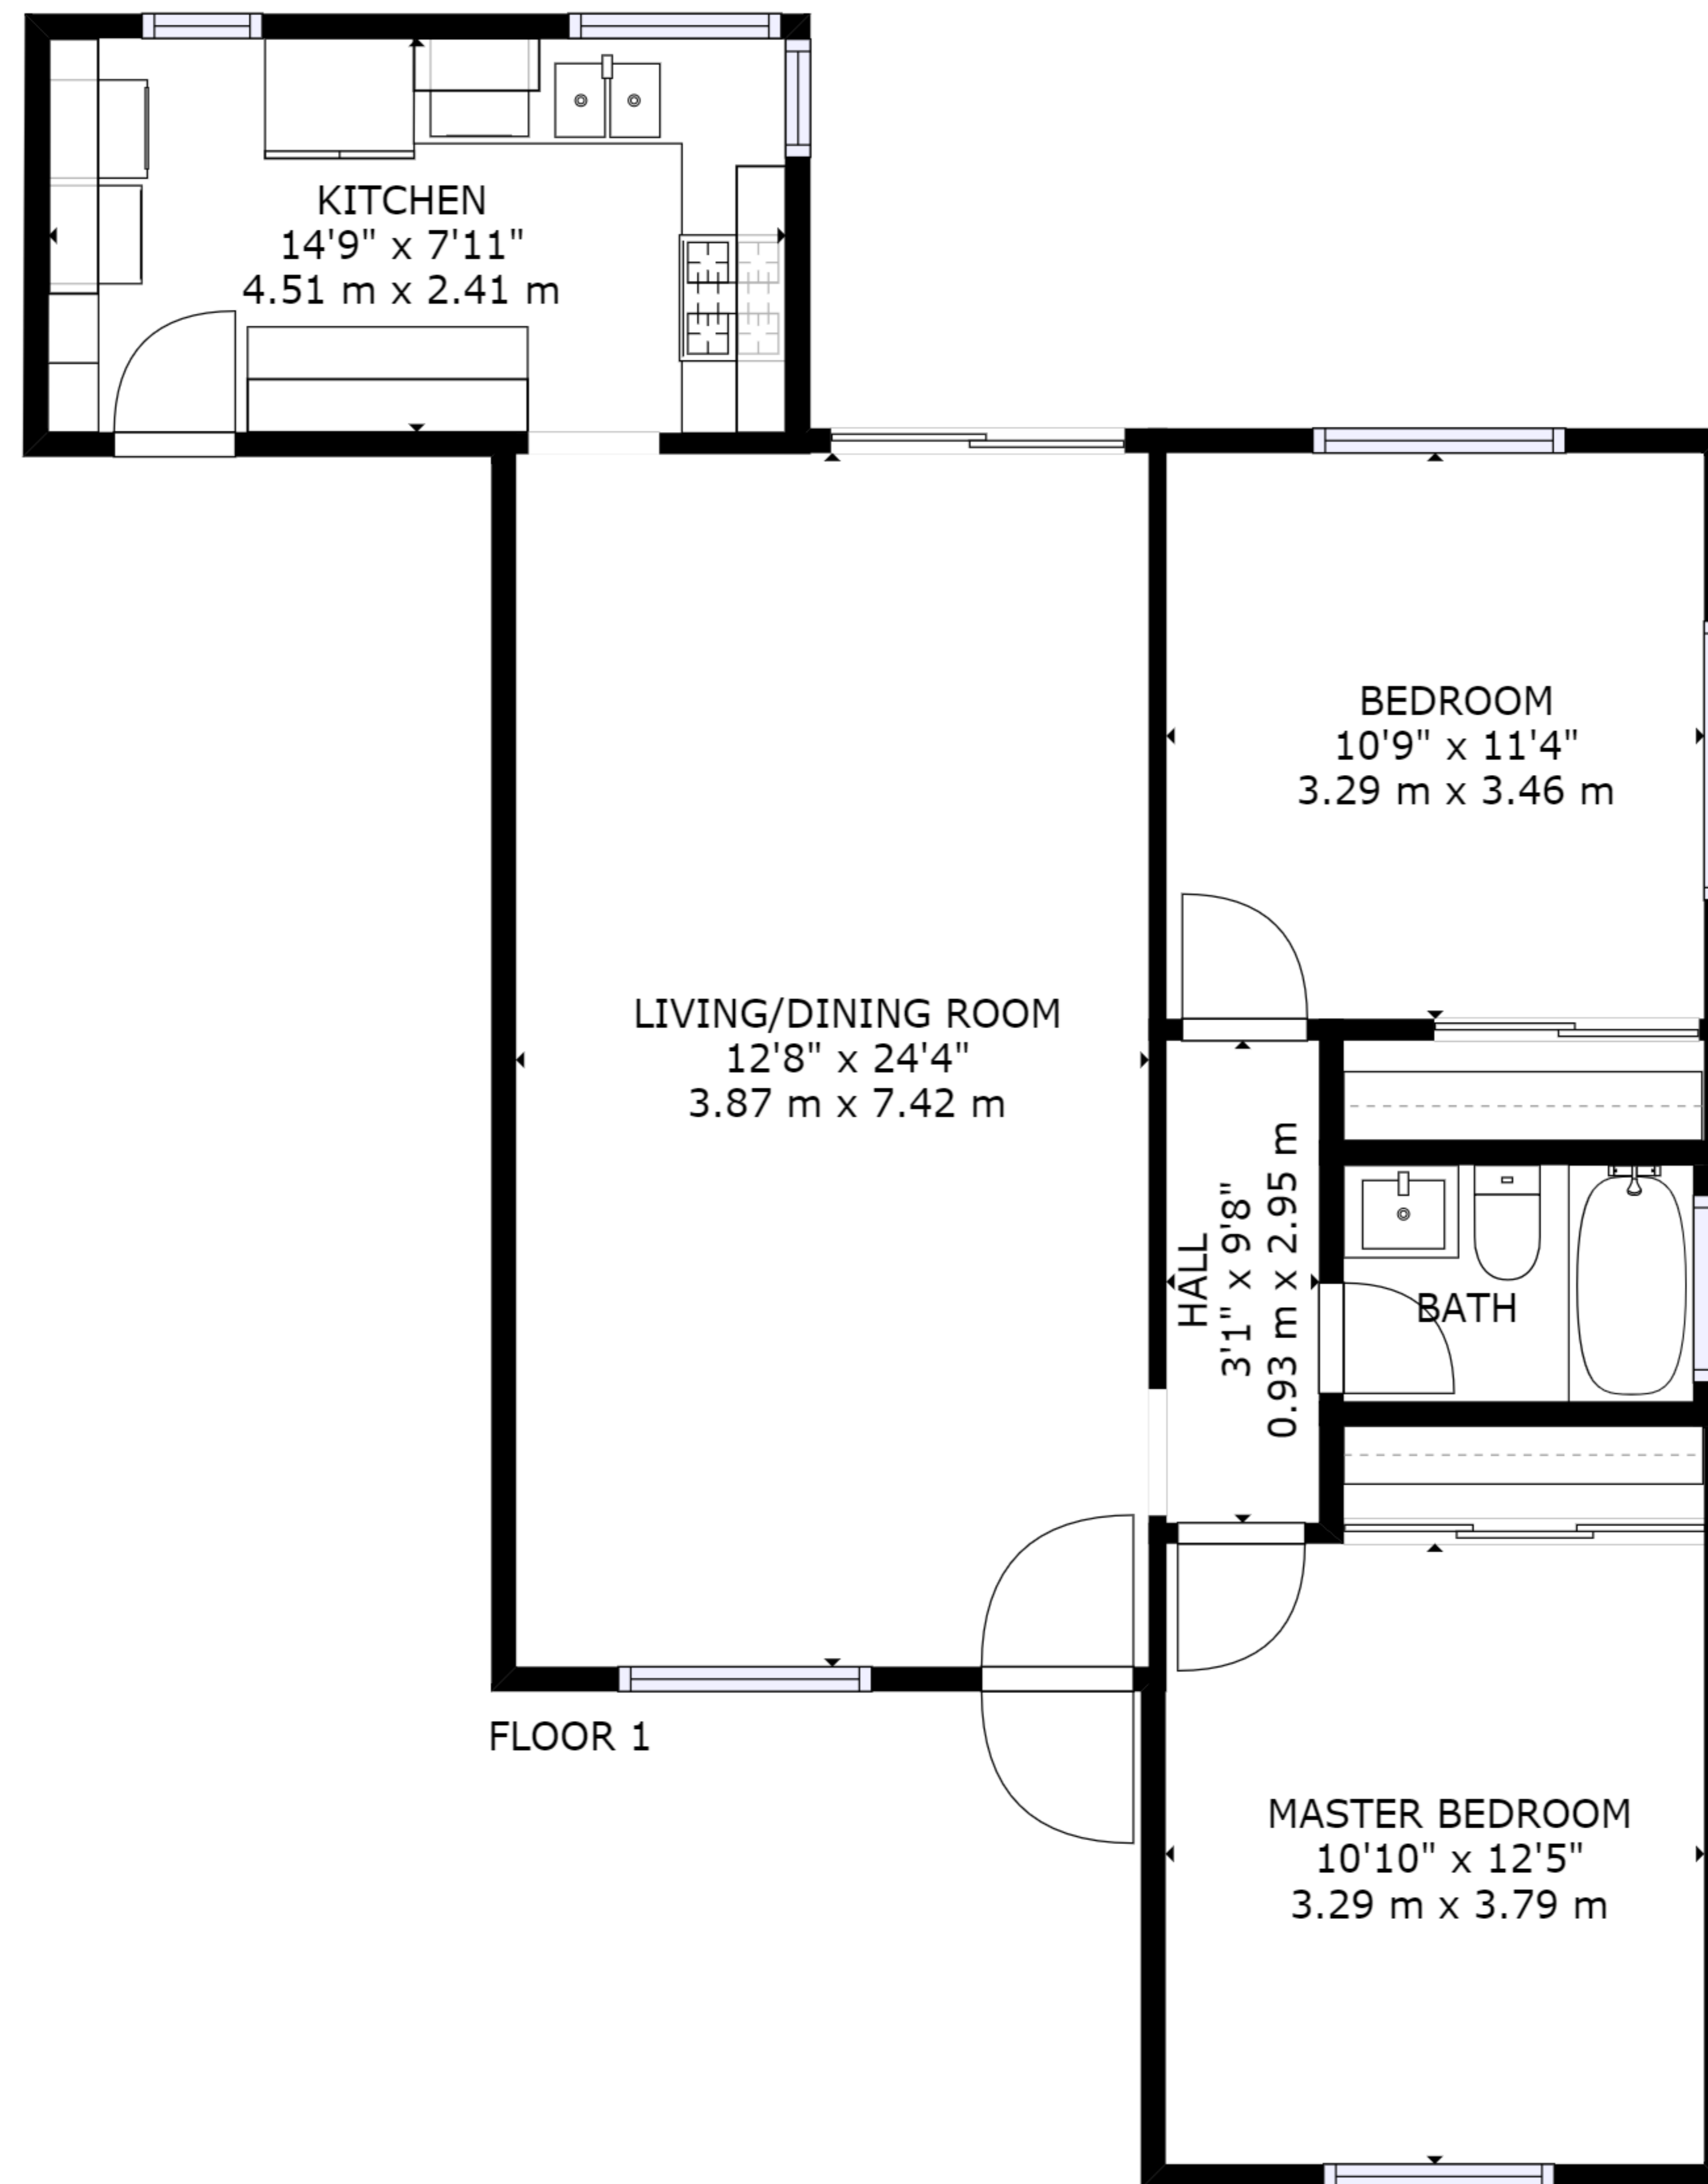 KITCHEN
14'9" x 7'11"
4.51 m x 2.41 m
BEDROOM
10'9" x 11'4"
3.29 m x 3.46 m
LIVING/DINING ROOM
12'8" x 24'4"
3.87 m x 7.42 m
HALL
3'1" x 9'8"
0.93 m x 2.95 m
BATH
FLOOR 1
MASTER BEDROOM
10'10" x 12'5"
3.29 m x 3.79 m